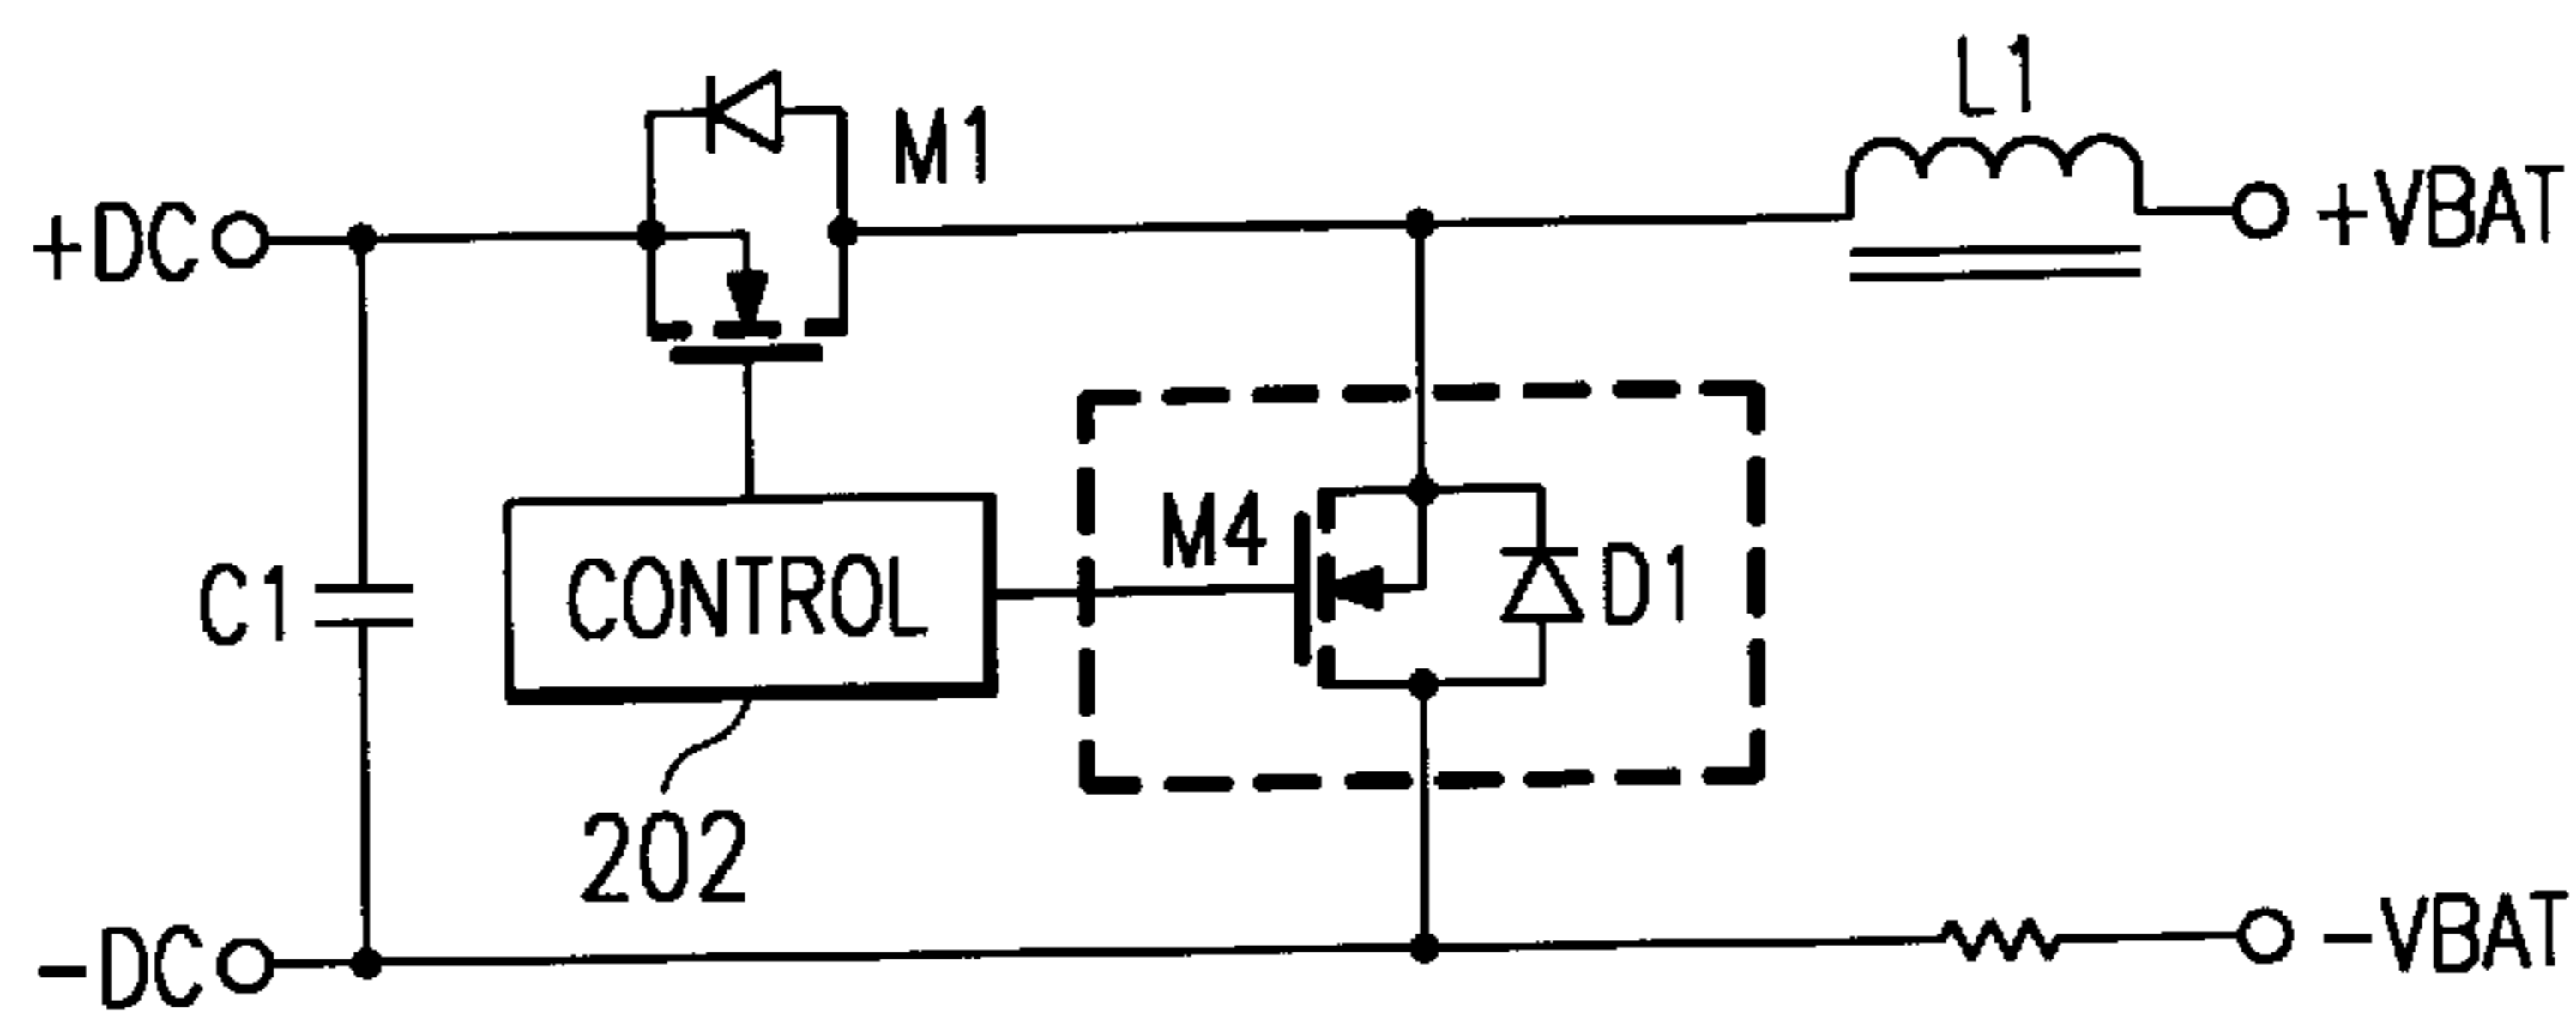 L1
M1
+DC
+VBAT
M4
C1
CONTROL
D1
202
-DC
-VBAT